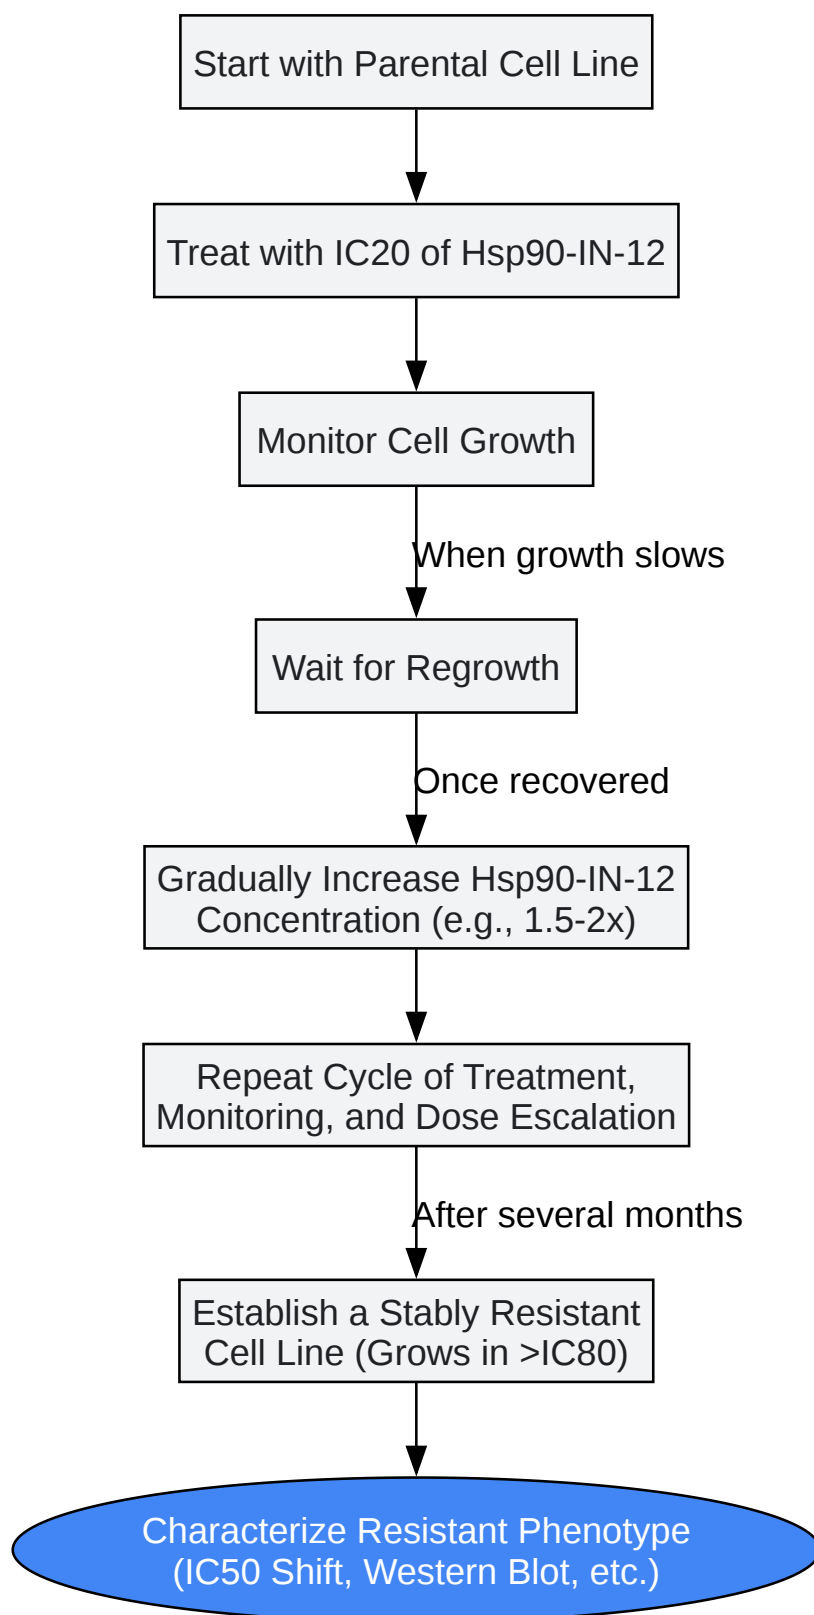 Start with Parental Cell Line
Treat with IC20 of Hsp90-IN-12
Monitor Cell Growth
When growth slows
Wait for Regrowth
Once recovered
Gradually Increase Hsp90-IN-12
Concentration (e.g., 1.5-2x)
Repeat Cycle of Treatment,
Monitoring, and Dose Escalation
After several months
Establish a Stably Resistant
Cell Line (Grows in >IC80)
Characterize Resistant Phenotype
(IC50 Shift, Western Blot, etc.)